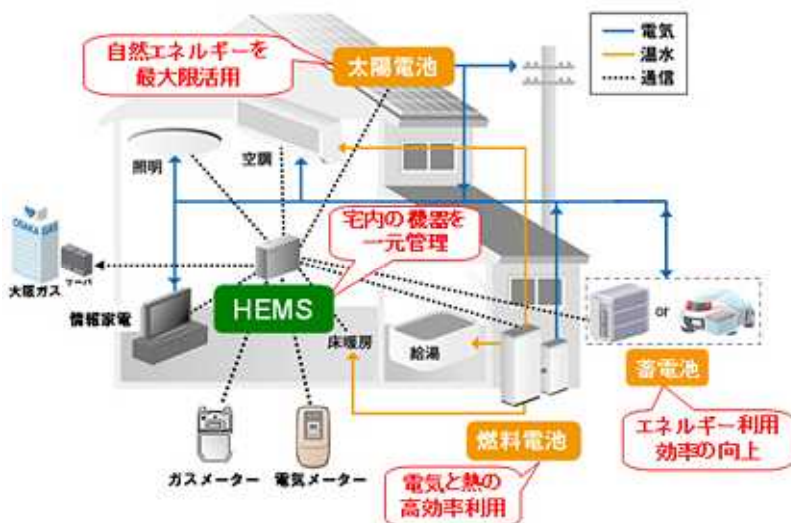 自然エネルギーを
最大限活用
太陽電池
電気
温水
通信
照明
空調
宅内の機器を
一元管理
OSAKA GAS
大阪ガス
サーバ
情報家電
HEMS
床暖房
給湯
or
蓄電池
エネルギー利用
効率の向上
燃料電池
電気と熱の
高効率利用
ガスメーター
電気メーター